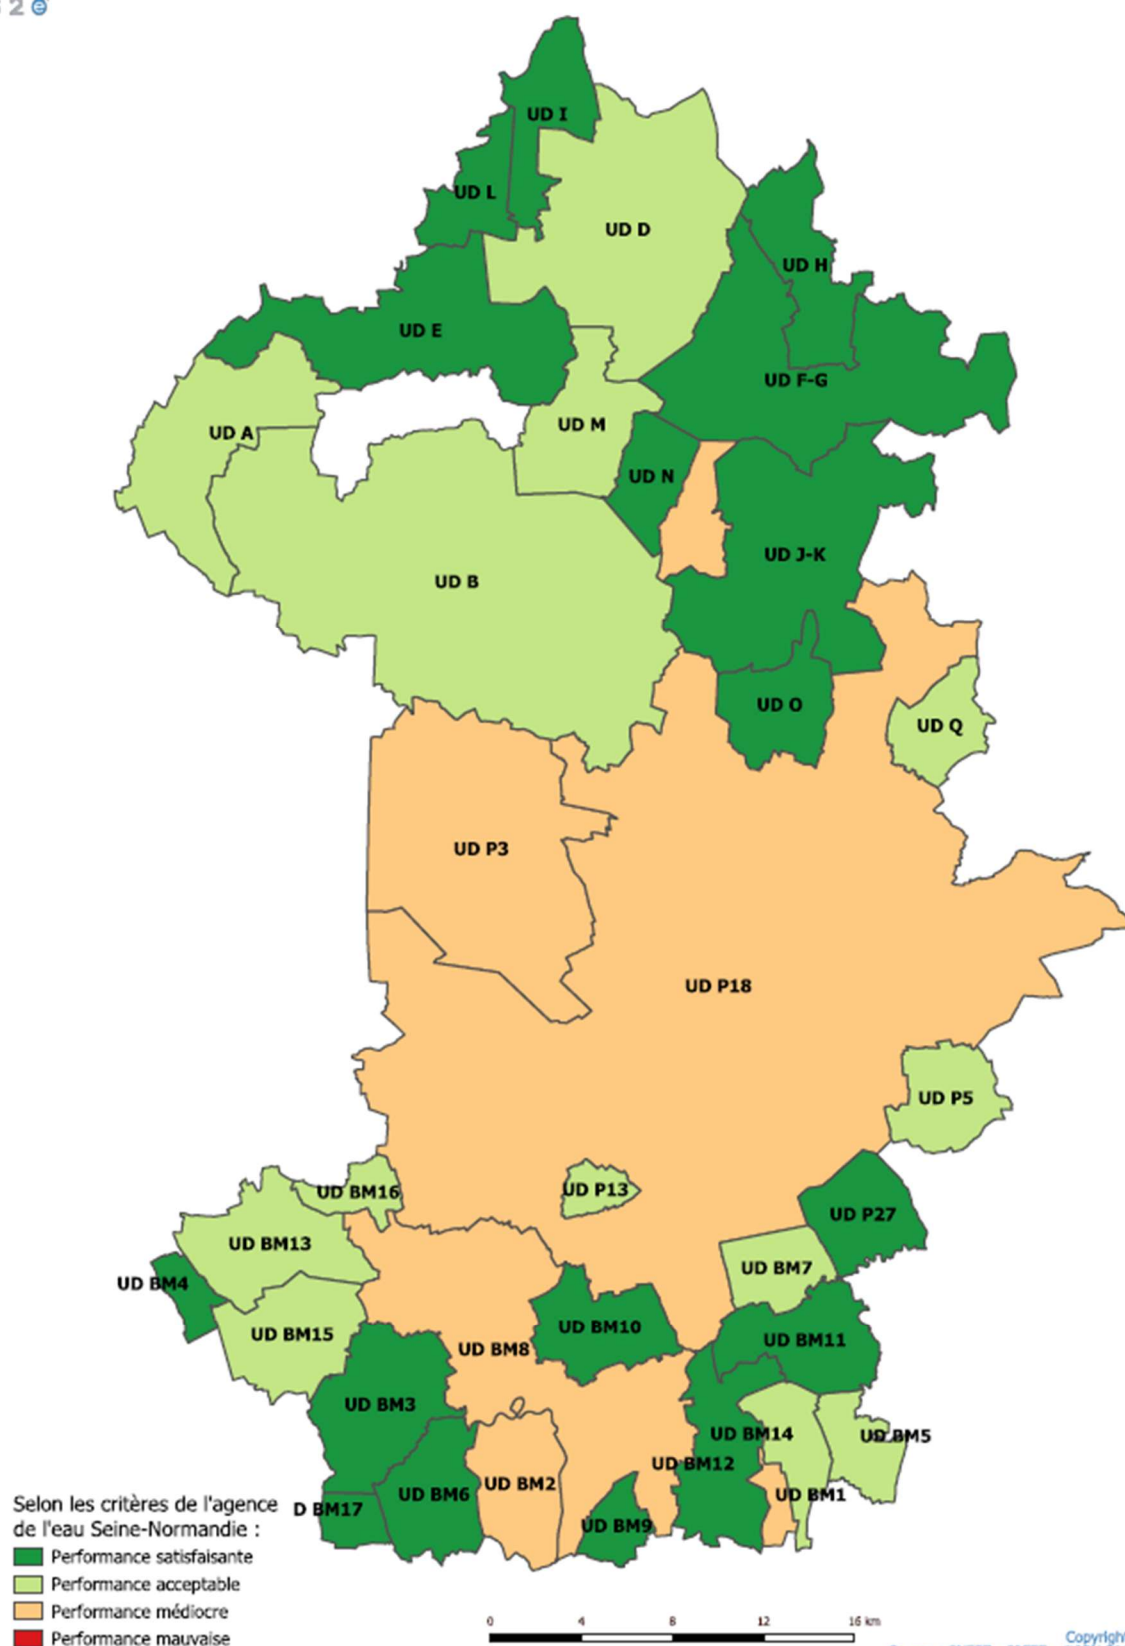 2 e
UD I
UD L
UD D
UD H
UD E
UD F-G
UD A
UD M
UD N
UD J-K
UD B
UD O
UD Q
UD P3
UD P18
UD P5
UD BM16
UD P13
UD P27
UD BM13
UD BM7
UD BM4
UD BM15
UD BM10
UD BM11
UD BM8
UD BM3
UD BM14
UD BM5
UD BM12
UD BM2
UD BM6
UD BM1
D BM17
UD BM9
Selon les critères de l'agence
de l'eau Seine-Normandie :
Performance satisfaisante
Performance acceptable
Performance médiocre
Performance mauvaise
0 4 8 12 16 km
Copyright